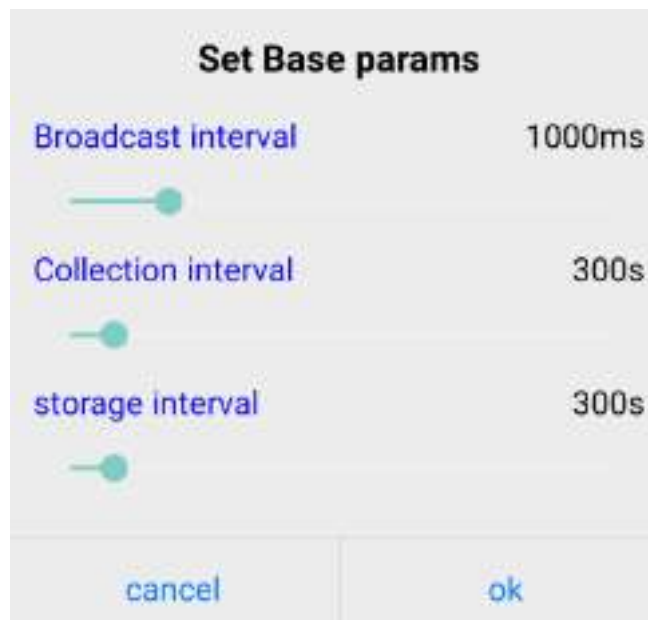 Set Base params
Broadcast interval 1000ms
Collection interval 300s
storage interval 300s
cancel ok